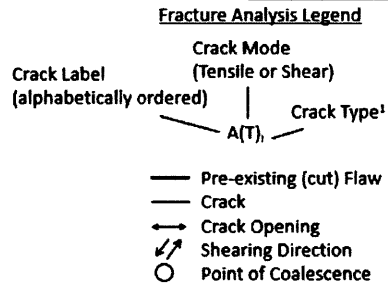 Fracture Analysis Legend
Crack Mode
(Tensile or Shear)
Crack Label
(alphabetically ordered)
Crack Type¹
A(T)₁
Pre-existing (cut) Flaw
Crack
Crack Opening
Shearing Direction
Point of Coalescence